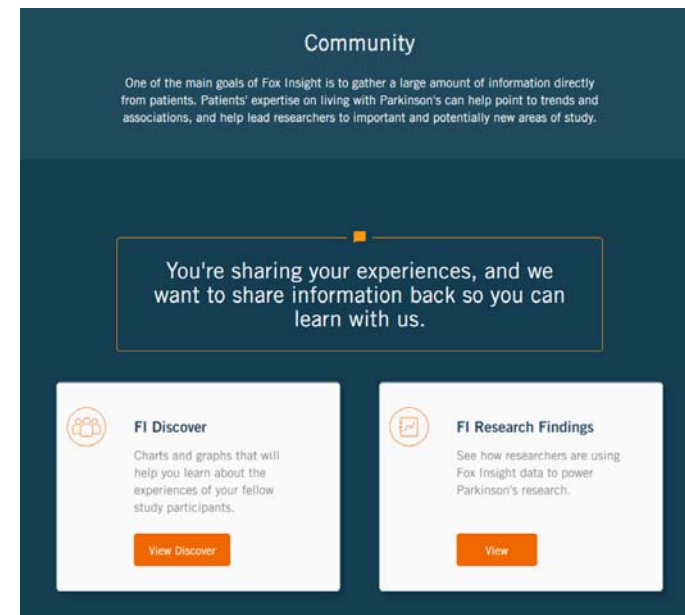 Community
One of the main goals of Fox Insight is to gather a large amount of information directly
from patients. Patients' expertise on living with Parkinson's can help point to trends and
associations, and help lead researchers to important and potentially new areas of study.
You're sharing your experiences, and we
want to share information back so you can
learn with us.
FI Discover
Charts and graphs that will
help you learn about the
experiences of your fellow
study participants.
View Discover
FI Research Findings
See how researchers are using
Fox Insight data to power
Parkinson's research.
View